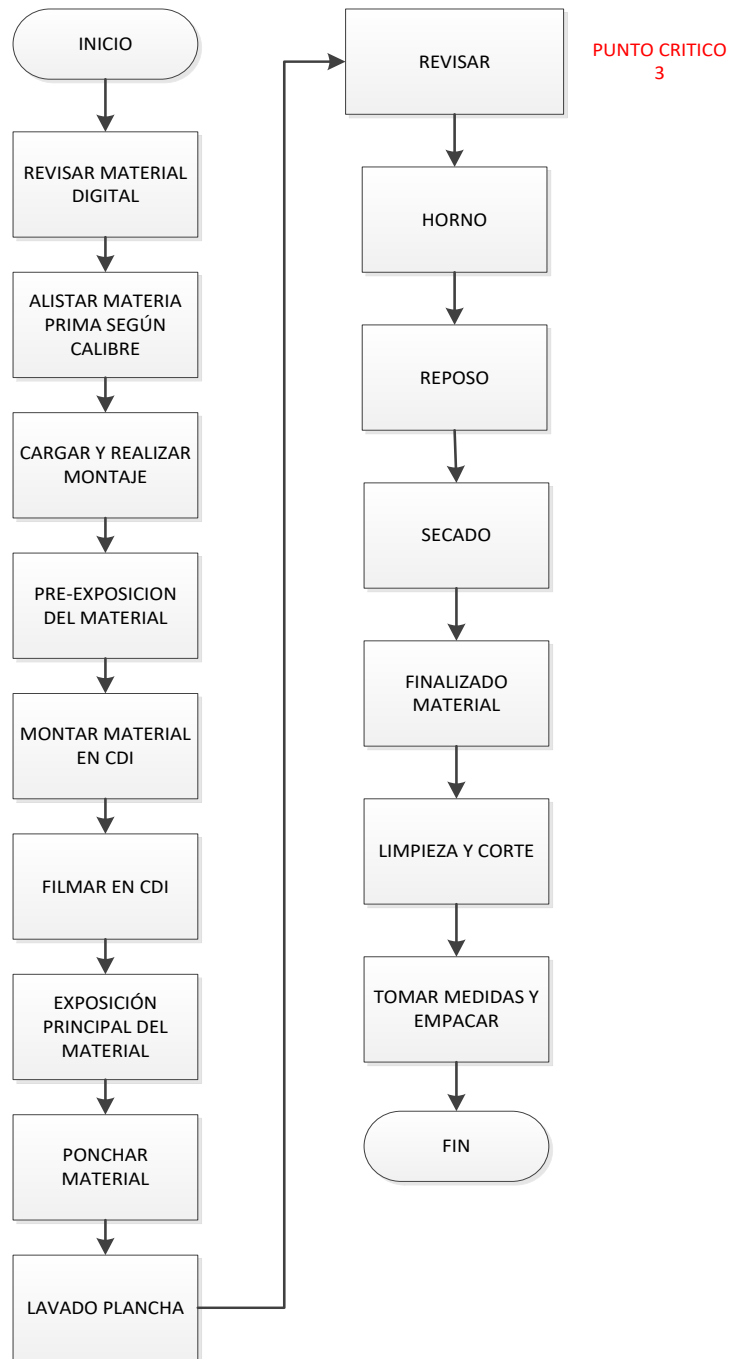 INICIO
REVISAR MATERIAL
DIGITAL
ALISTAR MATERIA
PRIMA SEGÚN
CALIBRE
CARGAR Y REALIZAR
MONTAJE
PRE-EXPOSICION
DEL MATERIAL
MONTAR MATERIAL
EN CDI
FILMAR EN CDI
EXPOSICIÓN
PRINCIPAL DEL
MATERIAL
PONCHAR
MATERIAL
LAVADO PLANCHA
REVISAR
PUNTO CRITICO
3
HORNO
REPOSO
SECADO
FINALIZADO
MATERIAL
LIMPIEZA Y CORTE
TOMAR MEDIDAS Y
EMPACAR
FIN